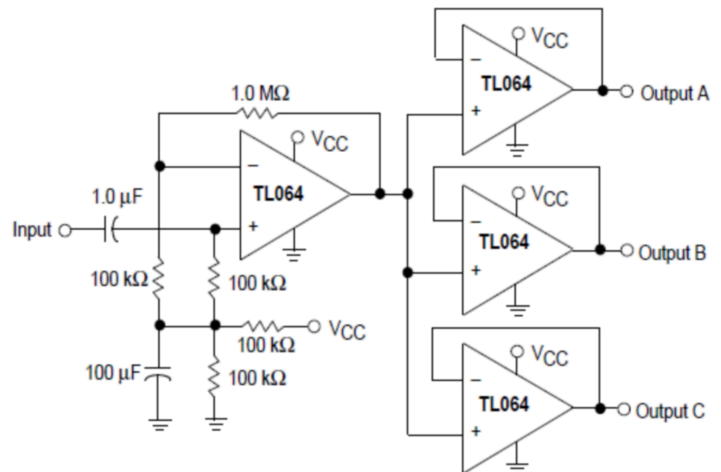 VCC
TL064
Output A
1.0 MΩ
VCC
TL064
1.0 µF
Input
100 kΩ
100 kΩ
VCC
100 kΩ
100 µF
100 kΩ
VCC
TL064
Output B
VCC
TL064
Output C